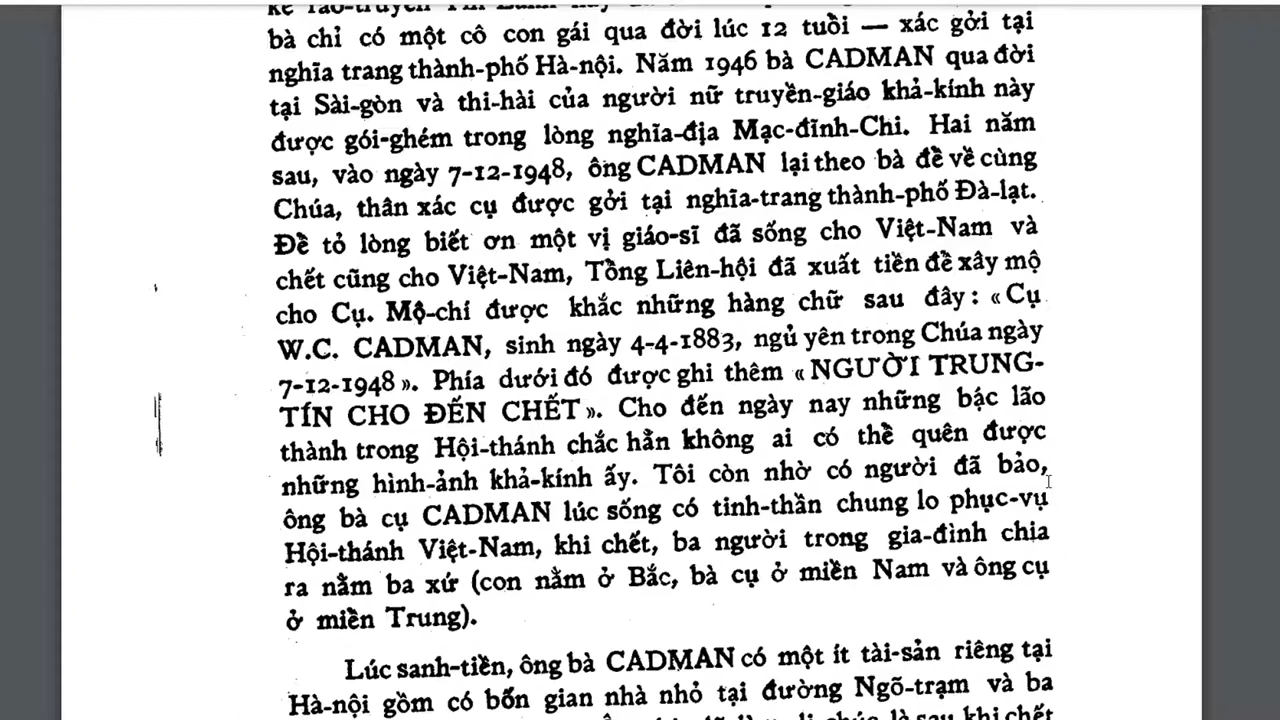 bà chỉ có một cô con gái qua đời lúc 12 tuổi — xác gởi tại
nghĩa trang thành-phố Hà-nội. Năm 1946 bà CADMAN qua đời
tại Sài-gòn và thi-hài của người nữ truyền-giáo khả-kính này
được gói-ghém trong lòng nghĩa-địa Mạc-đĩnh-Chi. Hai năm
sau, vào ngày 7-12-1948, ông CADMAN lại theo bà để về cùng
Chúa, thân xác cụ được gởi tại nghĩa-trang thành-phố Đà-lạt.
Để tỏ lòng biết ơn một vị giáo-sĩ đã sống cho Việt-Nam và
chết cũng cho Việt-Nam, Tổng Liên-hội đã xuất tiền để xây mộ
cho Cụ. Mộ-chí được khắc những hàng chữ sau đây: « Cụ
W.C. CADMAN, sinh ngày 4-4-1883, ngủ yên trong Chúa ngày
7-12-1948 ». Phía dưới đó được ghi thêm « NGƯỜI TRUNG-
TÍN CHO ĐẾN CHẾT ». Cho đến ngày nay những bậc lão
thành trong Hội-thánh chắc hẳn không ai có thể quên được
những hình-ảnh khả-kính ấy. Tôi còn nhờ có người đã bảo,
ông bà cụ CADMAN lúc sống có tinh-thần chung lo phục-vụ
Hội-thánh Việt-Nam, khi chết, ba người trong gia-đình chia
ra nằm ba xứ (con nằm ở Bắc, bà cụ ở miền Nam và ông cụ
ở miền Trung).
Lúc sanh-tiền, ông bà CADMAN có một ít tài-sản riêng tại
Hà-nội gồm có bốn gian nhà nhỏ tại đường Ngõ-trạm và ba